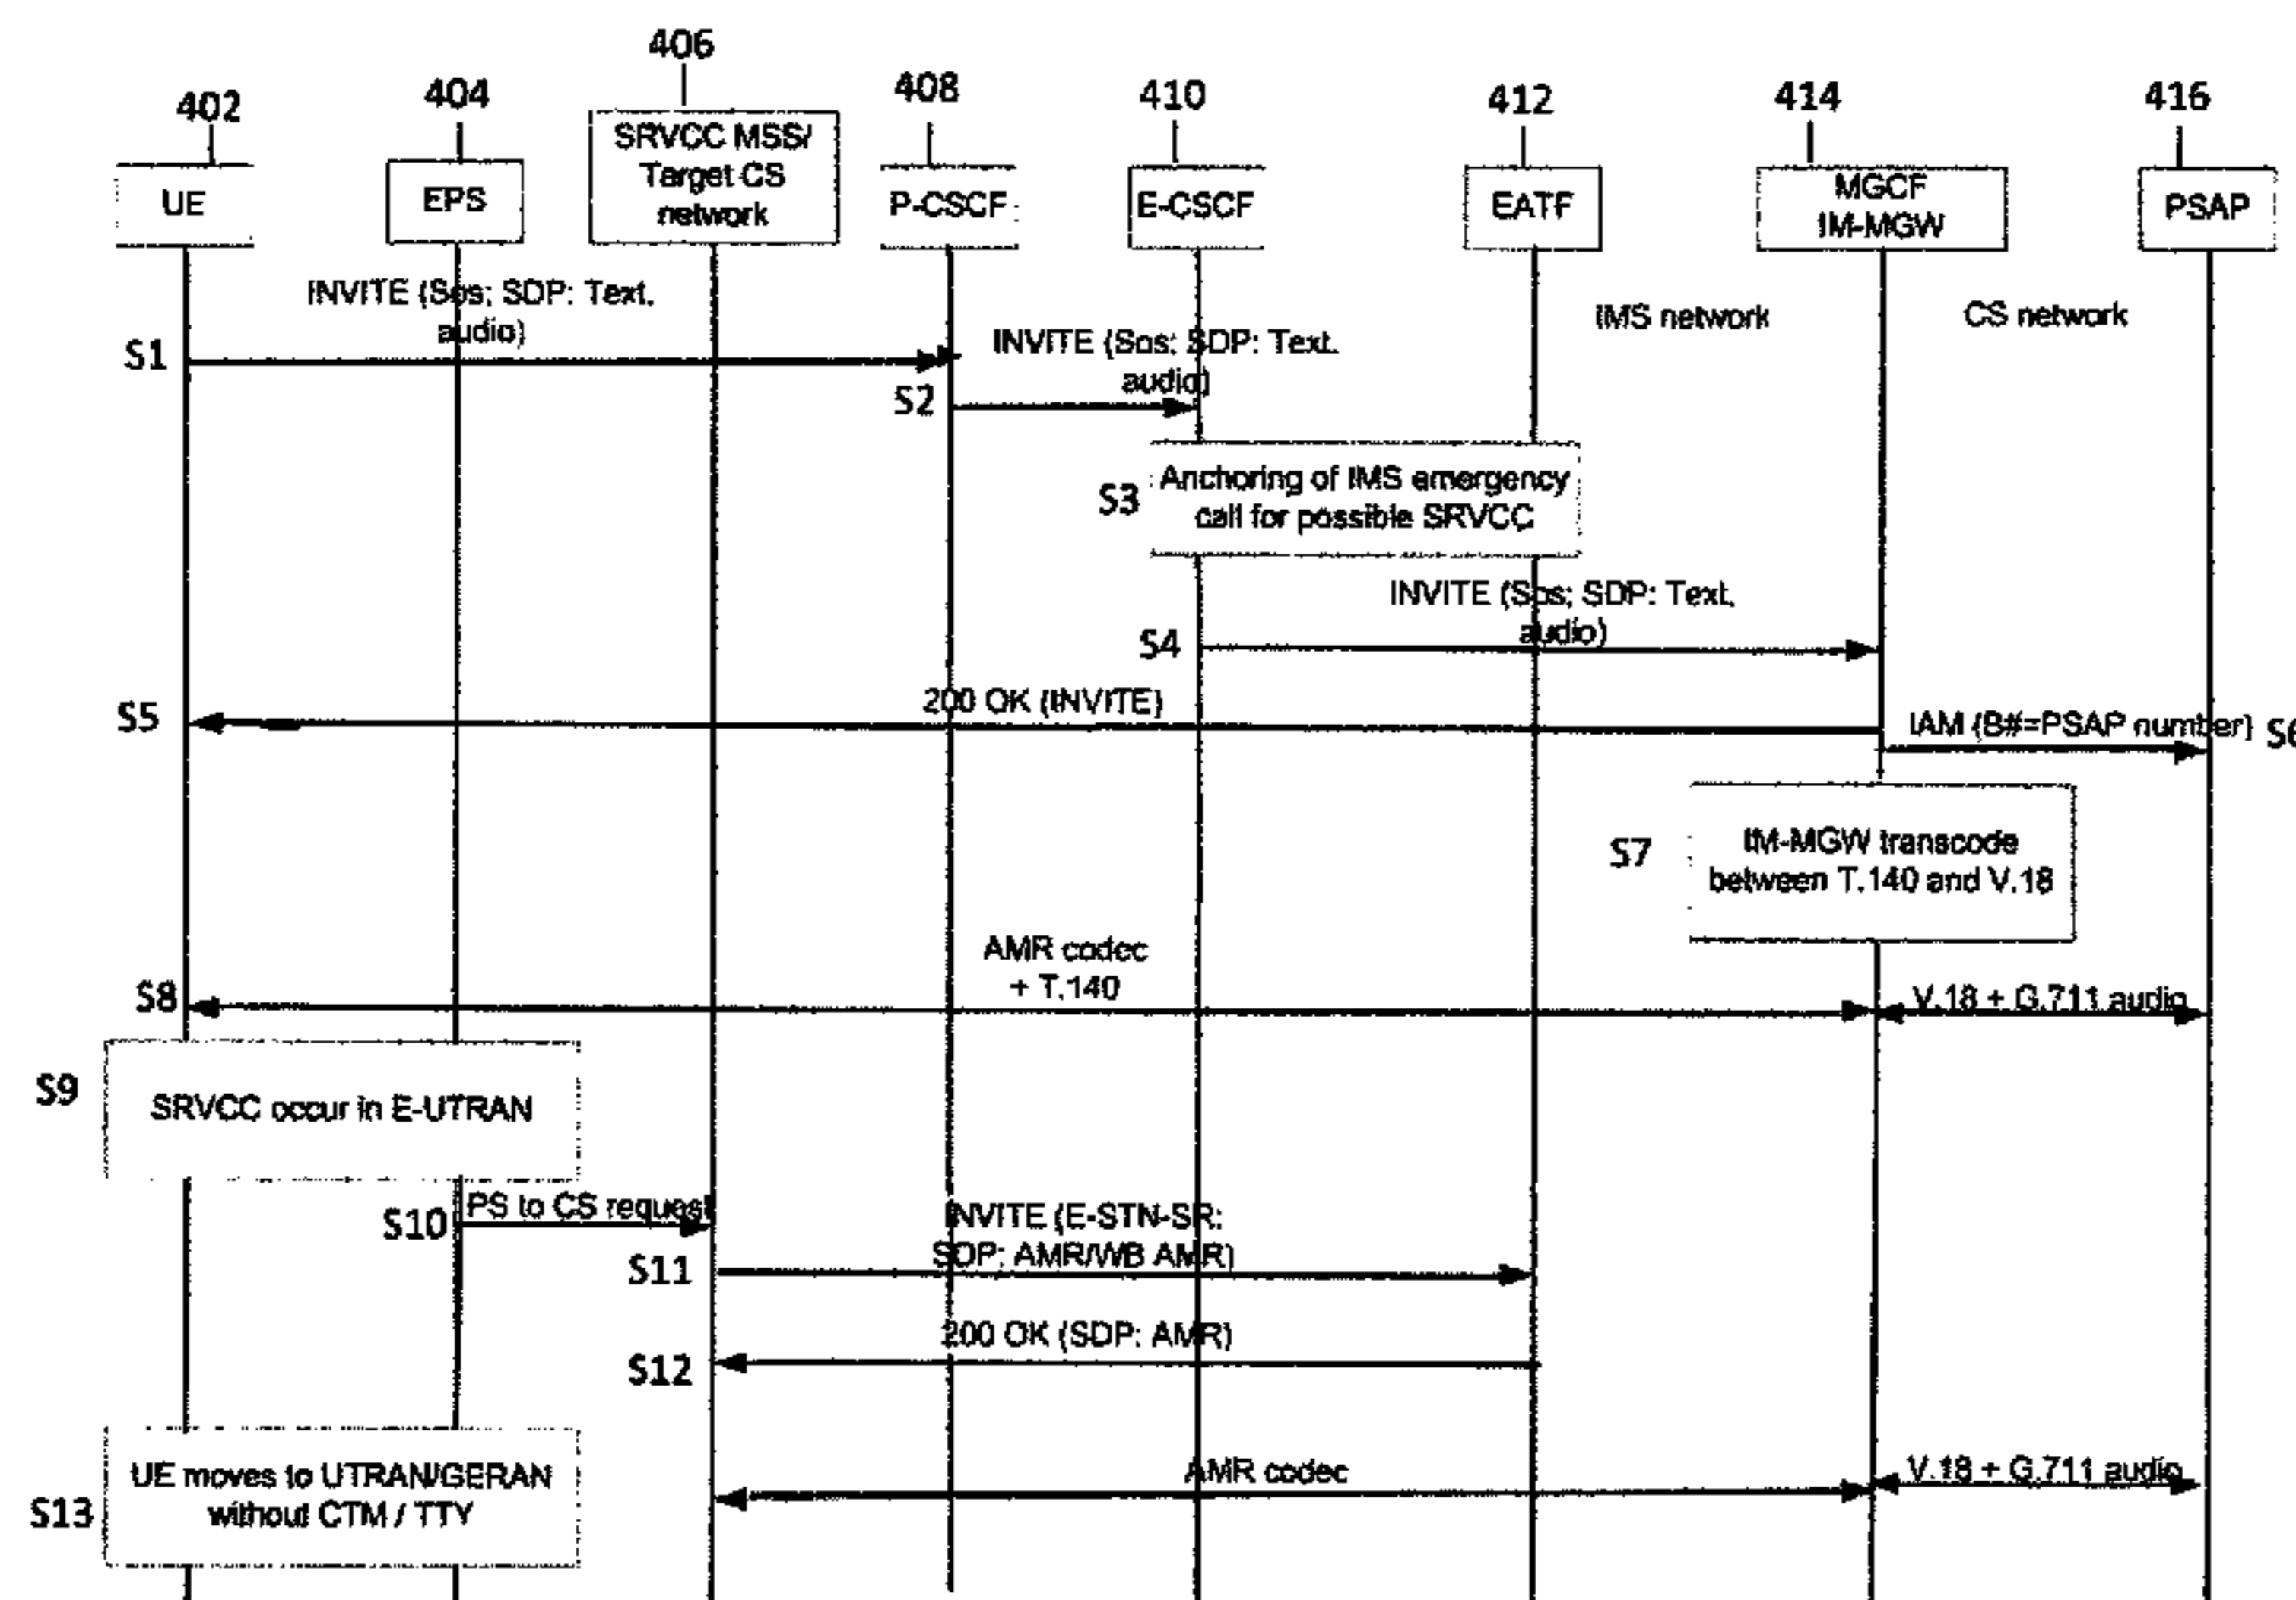 406
402
404
408
410
412
414
416
SRVCC MSS/
Target CS
network
UE
EPS
P-CSCF
E-CSCF
EATF
MGCF
IM-MGW
PSAP
INVITE (Sos; SDP: Text.
audio)
IMS network
CS network
S1
INVITE (Sos; SDP: Text.
audio)
S2
S3
Anchoring of IMS emergency
call for possible SRVCC
INVITE (Sos; SDP: Text.
audio)
S4
S5
200 OK (INVITE)
IAM (B#=PSAP number)
S6
S7
IM-MGW transcode
between T.140 and V.18
AMR codec
+ T.140
S8
V.18 + G.711 audio
S9
SRVCC occur in E-UTRAN
S10
PS to CS request
INVITE (E-STN-SR:
SDP; AMR/WB AMR)
S11
200 OK (SDP: AMR)
S12
S13
UE moves to UTRAN/GERAN
without CTM / TTY
AMR codec
V.18 + G.711 audio